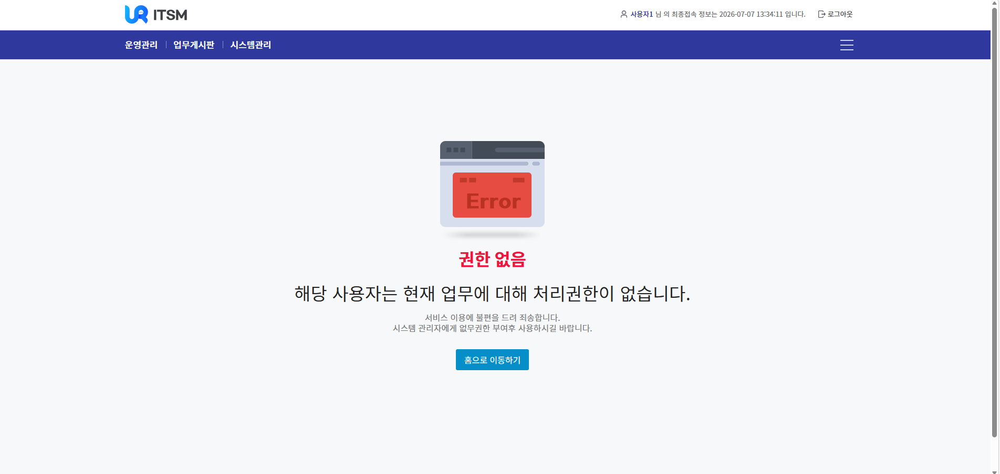 UR ITSM
사용자1 님 의 최종접속 정보는 2026-07-07 13:34:11 입니다.
로그아웃
운영관리
업무게시판
시스템관리
Error
권한 없음
해당 사용자는 현재 업무에 대해 처리권한이 없습니다.
서비스 이용에 불편을 드려 죄송합니다.
시스템 관리자에게 없무권한 부여후 사용하시길 바랍니다.
홈으로 이동하기